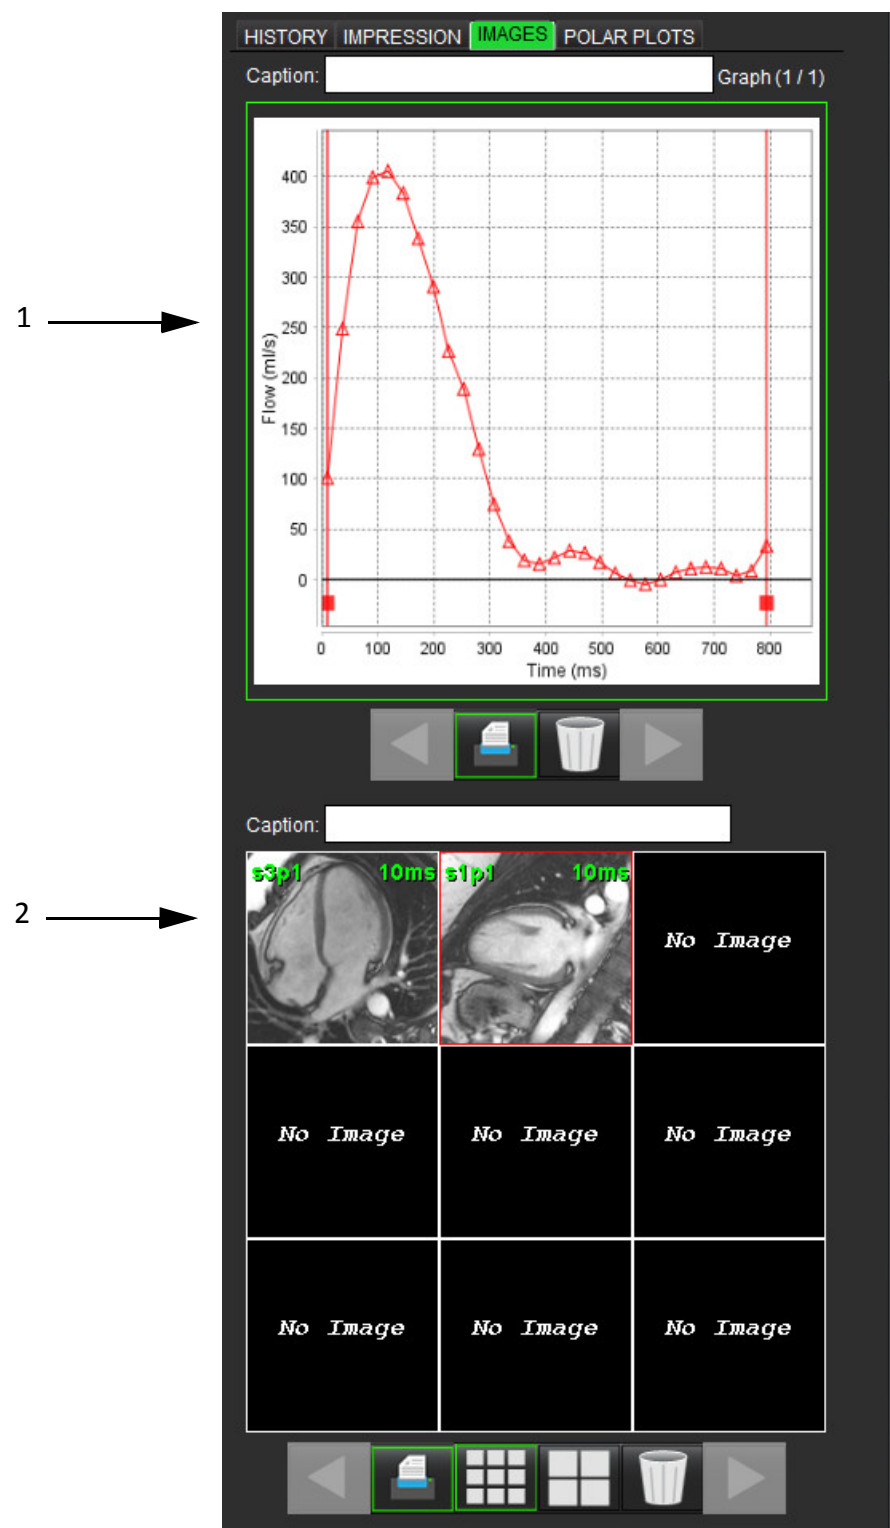 HISTORY IMPRESSION IMAGES POLAR PLOTS
Caption: Graph (1 / 1)
400
350
300
1
250
Flow (ml/s)
200
150
100
50
0
0 100 200 300 400 500 600 700 800
Time (ms)
Caption:
s3p1 10ms s1p1 10ms
2
No Image
No Image No Image No Image
No Image No Image No Image